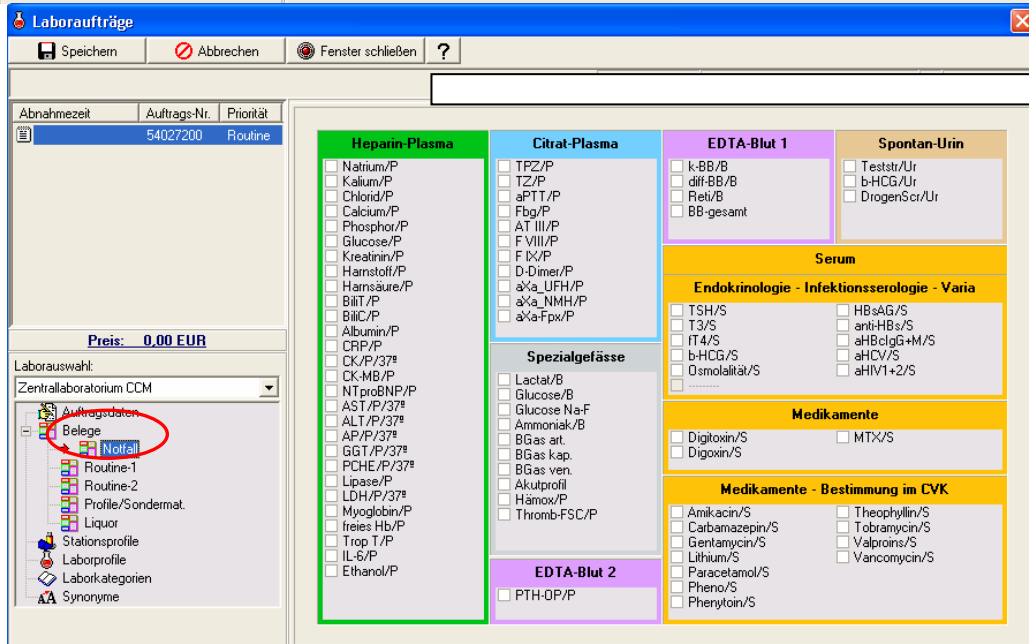 Laboraufträge
Speichern Abbrechen Fenster schließen ?
Abnahmezeit Auftrags-Nr. Priorität
54027200 Routine
Preis: 0,00 EUR
Laborauswahl:
Zentrallaboratorium CCM
Auftragsdaten
Belege
Notfall
Routine-1
Routine-2
Profile/Sondermat.
Liquor
Stationsprofile
Laborprofile
Laborkategorien
Synonyme
Heparin-Plasma
Natrium/P
Kalium/P
Chlorid/P
Calcium/P
Phosphor/P
Glucose/P
Kreatinin/P
Harnstoff/P
Harnsäure/P
BiliT/P
BiliC/P
Albumin/P
CRP/P
CK/P/37º
CK-MB/P
NTproBNP/P
AST/P/37º
ALT/P/37º
AP/P/37º
GGT/P/37º
PCHE/P/37º
Lipase/P
LDH/P/37º
Myoglobin/P
freies Hb/P
Trop T/P
IL-6/P
Ethanol/P
Citrat-Plasma
TPZ/P
TZ/P
aPTT/P
Fbg/P
AT III/P
F VIII/P
F IX/P
D-Dimer/P
aXa_UFH/P
aXa_NMH/P
aXa-Fpx/P
Spezialgefässe
Lactat/B
Glucose/B
Glucose Na-F
Ammoniak/B
BGas art.
BGas kap.
BGas ven.
Akutprofil
Hämox/P
Thromb-FSC/P
EDTA-Blut 1
k-BB/B
diff-BB/B
Reti/B
BB-gesamt
Spontan-Urin
Teststr/Ur
b-HCG/Ur
DrogenScr/Ur
Serum
Endokrinologie - Infektionsserologie - Varia
TSH/S
T3/S
fT4/S
b-HCG/S
Osmolalität/S
---------
HBsAG/S
anti-HBs/S
aHBcIgG+M/S
aHCV/S
aHIV1+2/S
Medikamente
Digitoxin/S
Digoxin/S
MTX/S
Medikamente - Bestimmung im CVK
Amikacin/S
Carbamazepin/S
Gentamycin/S
Lithium/S
Paracetamol/S
Pheno/S
Phenytoin/S
Theophyllin/S
Tobramycin/S
Valproins/S
Vancomycin/S
EDTA-Blut 2
PTH-OP/P